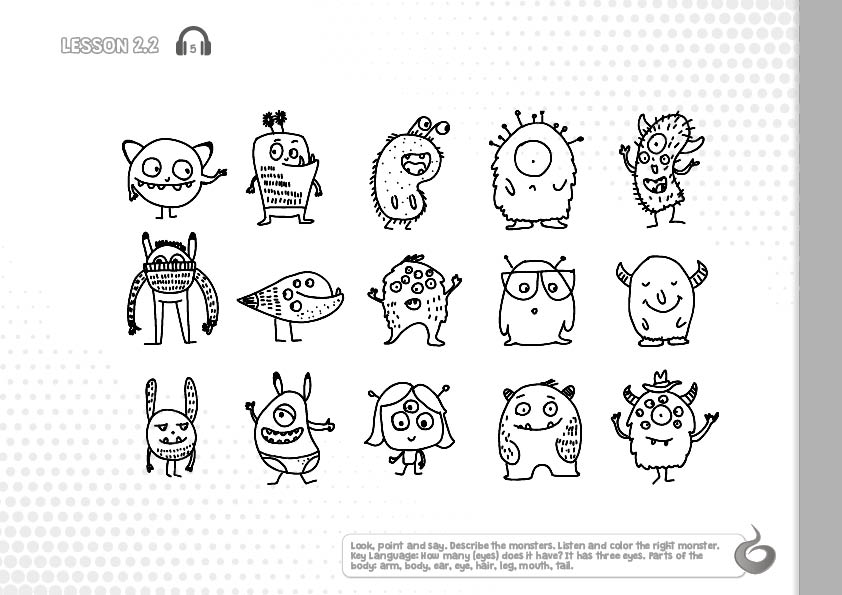 LESSON 2.2
5
Look, point and say. Describe the monsters. Listen and color the right monster.
Key Language: How many (eyes) does it have? It has three eyes. Parts of the
body: arm, body, ear, eye, hair, leg, mouth, tail.